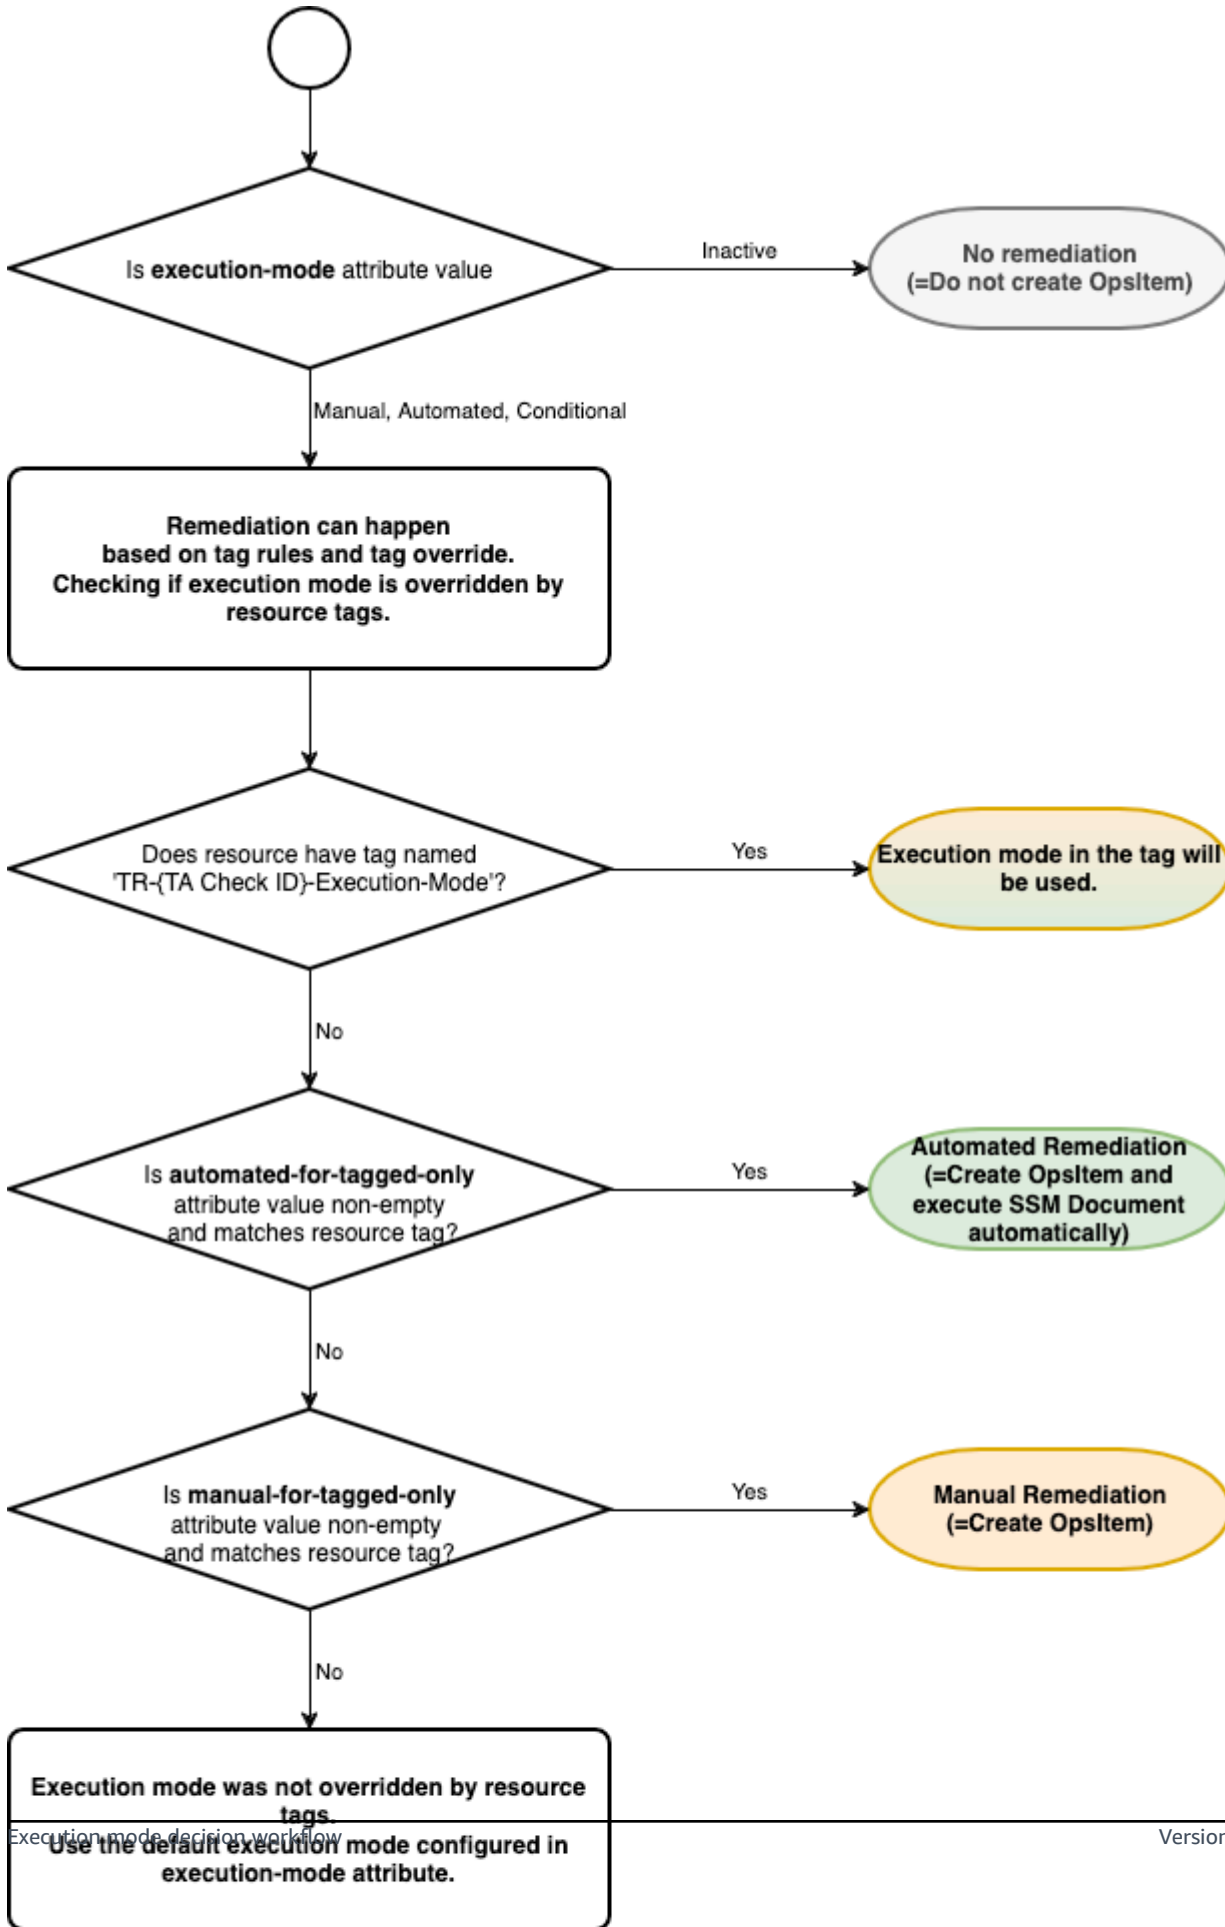 Is execution-mode attribute value
Inactive
No remediation
(=Do not create OpsItem)
Manual, Automated, Conditional
Remediation can happen
based on tag rules and tag override.
Checking if execution mode is overridden by
resource tags.
Does resource have tag named
'TR-{TA Check ID}-Execution-Mode'?
Yes
Execution mode in the tag will
be used.
No
Is automated-for-tagged-only
attribute value non-empty
and matches resource tag?
Yes
Automated Remediation
(=Create OpsItem and
execute SSM Document
automatically)
No
Is manual-for-tagged-only
attribute value non-empty
and matches resource tag?
Yes
Manual Remediation
(=Create OpsItem)
No
Execution mode was not overridden by resource
tags.
Use the default execution mode configured in
execution-mode attribute.
Execution mode decision workflow
Version